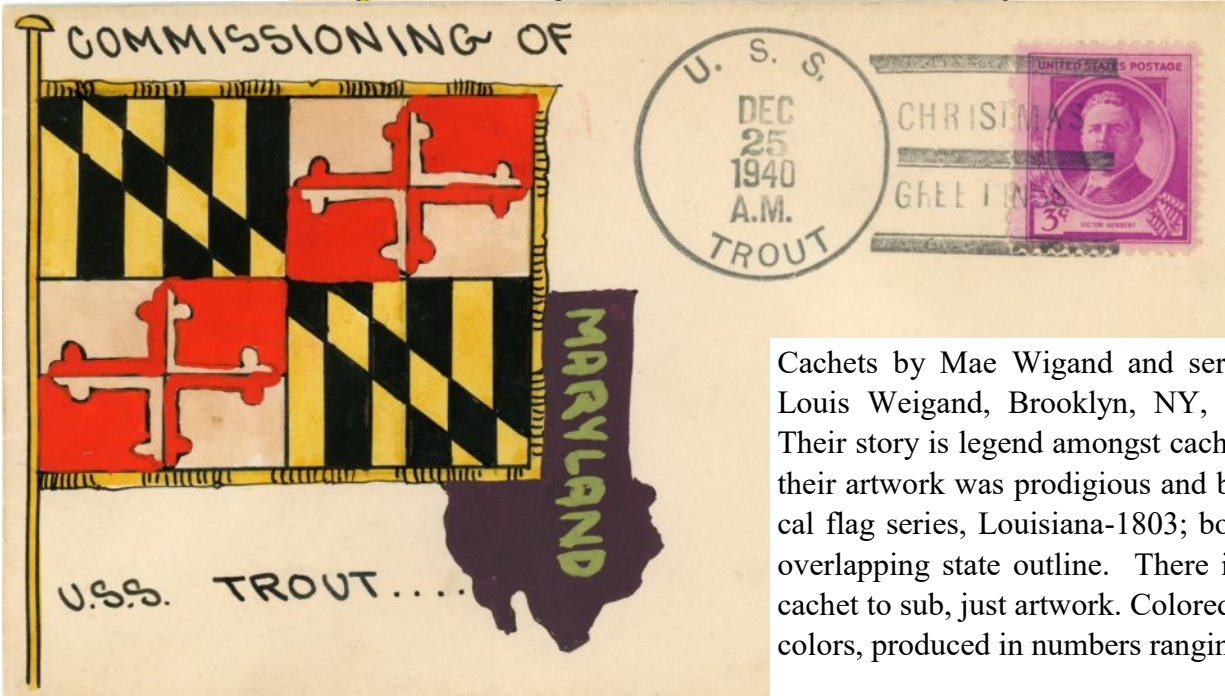 COMMISSIONING OF
U. S. S.
DEC
25
1940
A.M.
TROUT
CHRISTMAS
GREETINGS
UNITED STATES POSTAGE
3¢
VICTOR HERBERT
MARYLAND
U.S.S. TROUT....
Cachets by Mae Wigand and ser
Louis Weigand, Brooklyn, NY,
Their story is legend amongst cach
their artwork was prodigious and b
cal flag series, Louisiana-1803; bo
overlapping state outline. There i
cachet to sub, just artwork. Colored
colors, produced in numbers rangin